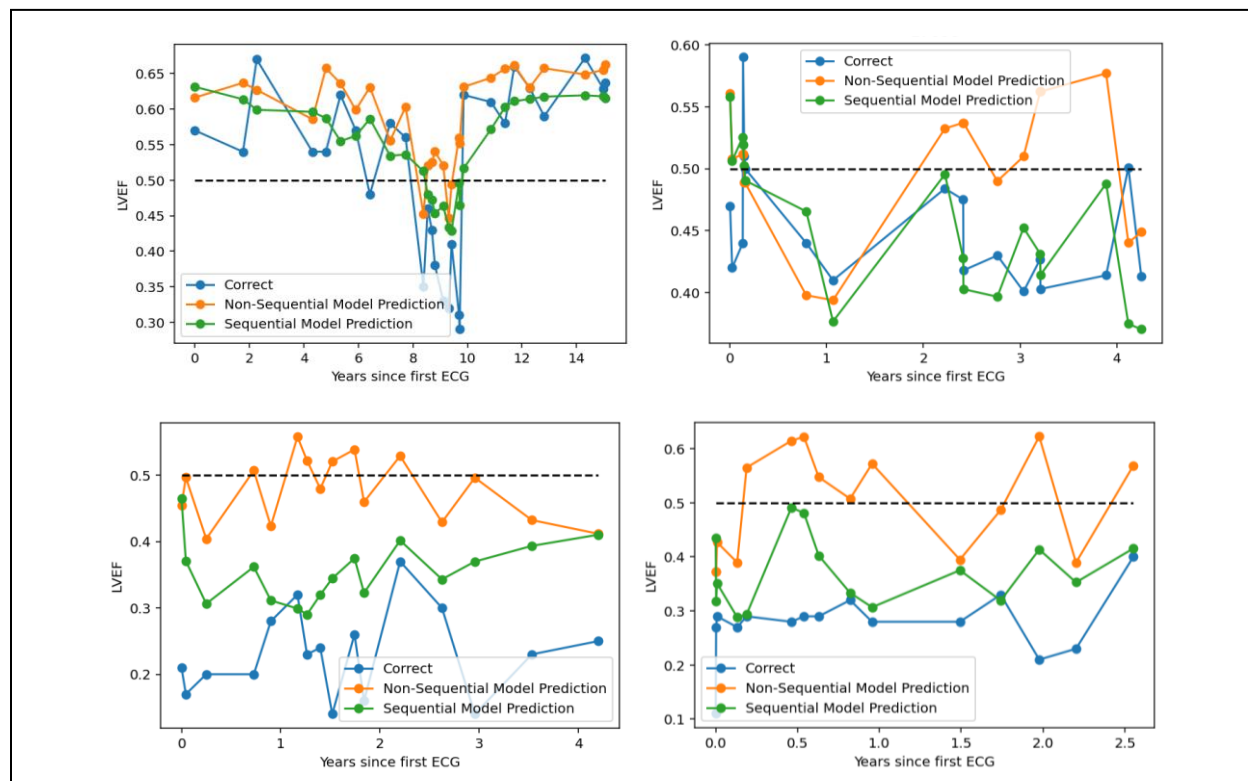 0.65
0.60
0.55
0.50
0.45
0.40
0.35
0.30
LVEF
Correct
Non-Sequential Model Prediction
Sequential Model Prediction
0 2 4 6 8 10 12 14
Years since first ECG
0.60
0.55
0.50
0.45
0.40
LVEF
Correct
Non-Sequential Model Prediction
Sequential Model Prediction
0 1 2 3 4
Years since first ECG
0.5
0.4
0.3
0.2
LVEF
Correct
Non-Sequential Model Prediction
Sequential Model Prediction
0 1 2 3 4
Years since first ECG
0.6
0.5
0.4
0.3
0.2
0.1
LVEF
Correct
Non-Sequential Model Prediction
Sequential Model Prediction
0.0 0.5 1.0 1.5 2.0 2.5
Years since first ECG